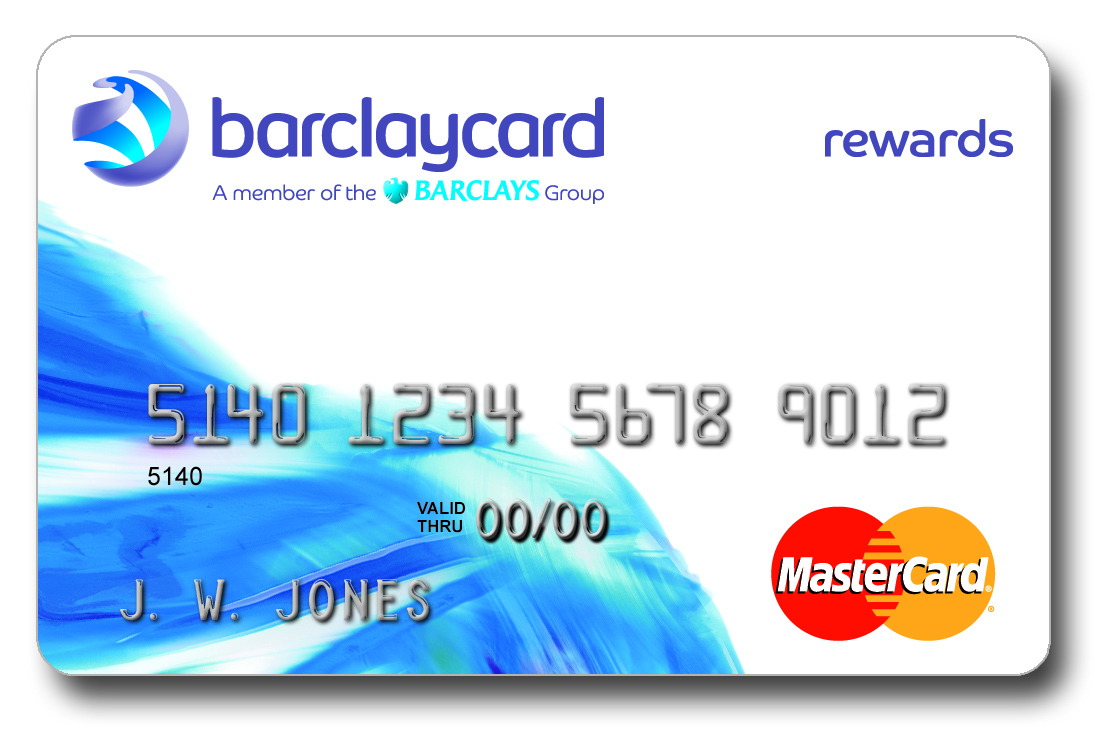 barclaycard
rewards
A member of the BARCLAYS Group
5140 1234 5678 9012
5140
VALID THRU 00/00
J. W. JONES
MasterCard®
®